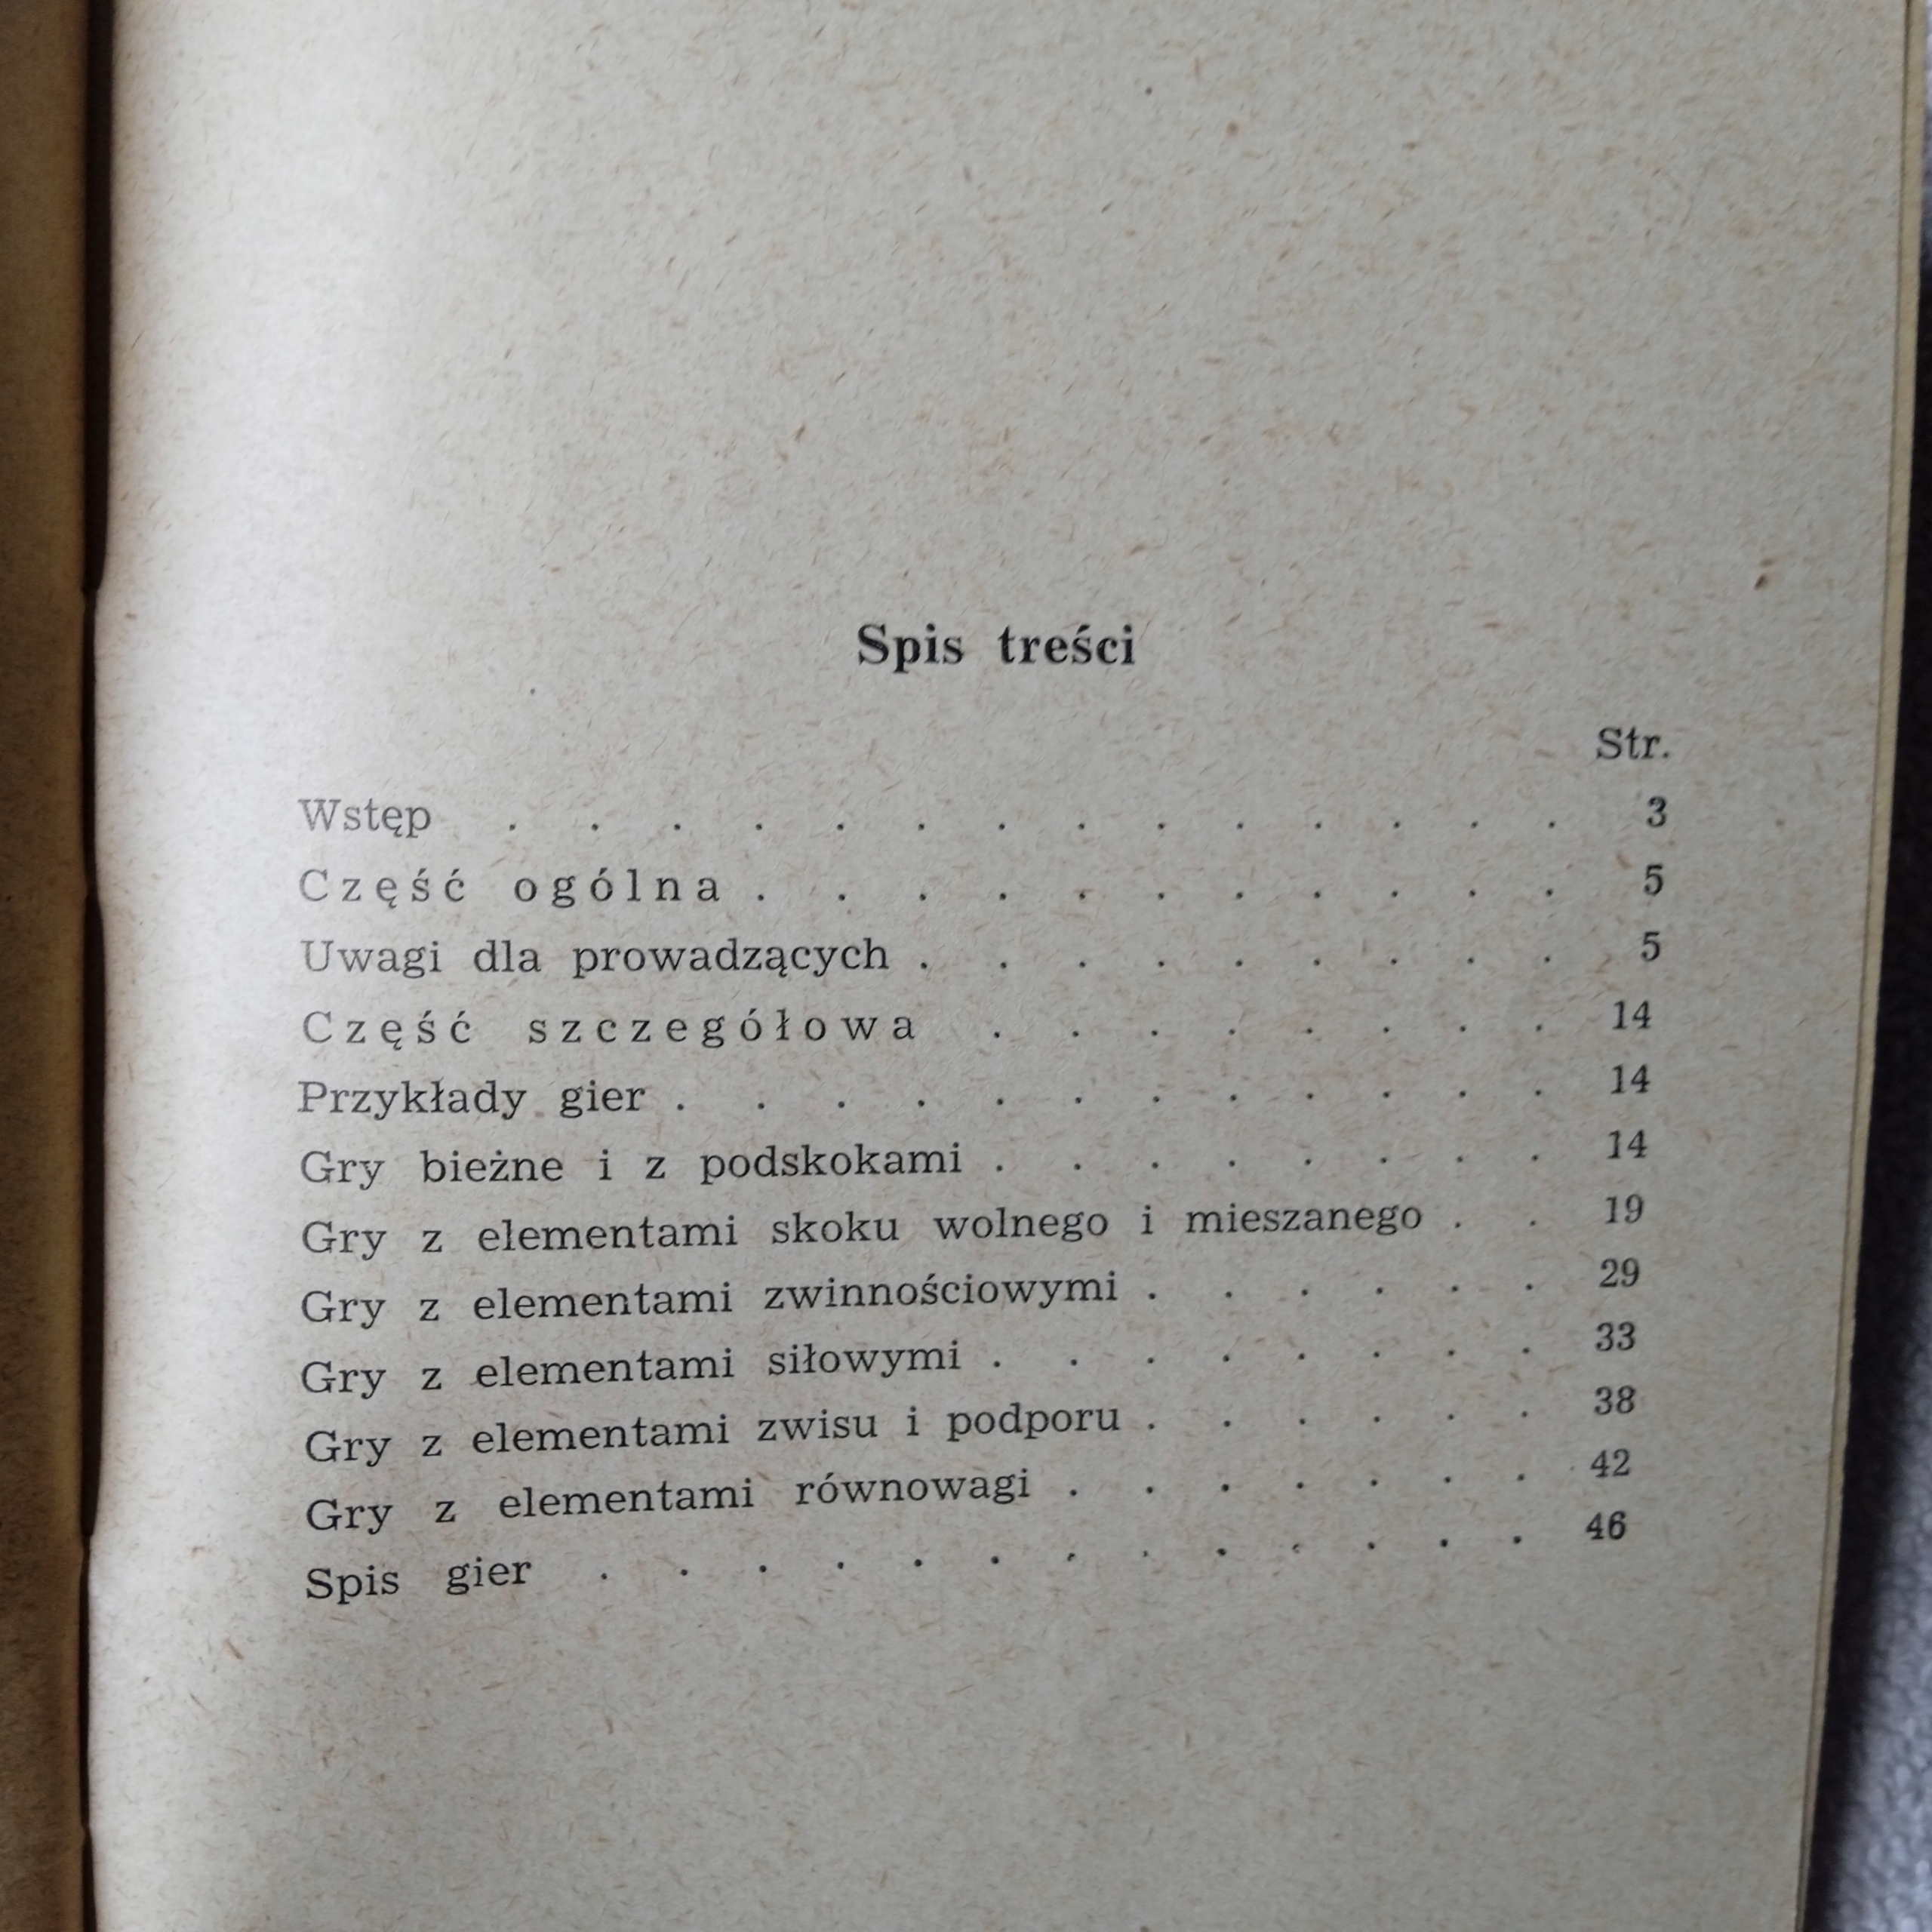 Spis treści
Str.
Wstęp . . . . . . . . . . . . . . 3
Część ogólna . . . . . . . . . . . 5
Uwagi dla prowadzących . . . . . . . . . 5
Część szczegółowa . . . . . . . . 14
Przykłady gier . . . . . . . . . . . . 14
Gry bieżne i z podskokami . . . . . . . . 14
Gry z elementami skoku wolnego i mieszanego . . 19
Gry z elementami zwinnościowymi . . . . . . 29
Gry z elementami siłowymi . . . . . . . . 33
Gry z elementami zwisu i podporu . . . . . . 38
Gry z elementami równowagi . . . . . . . 42
Spis gier . . . . . . . . . . . . . 46